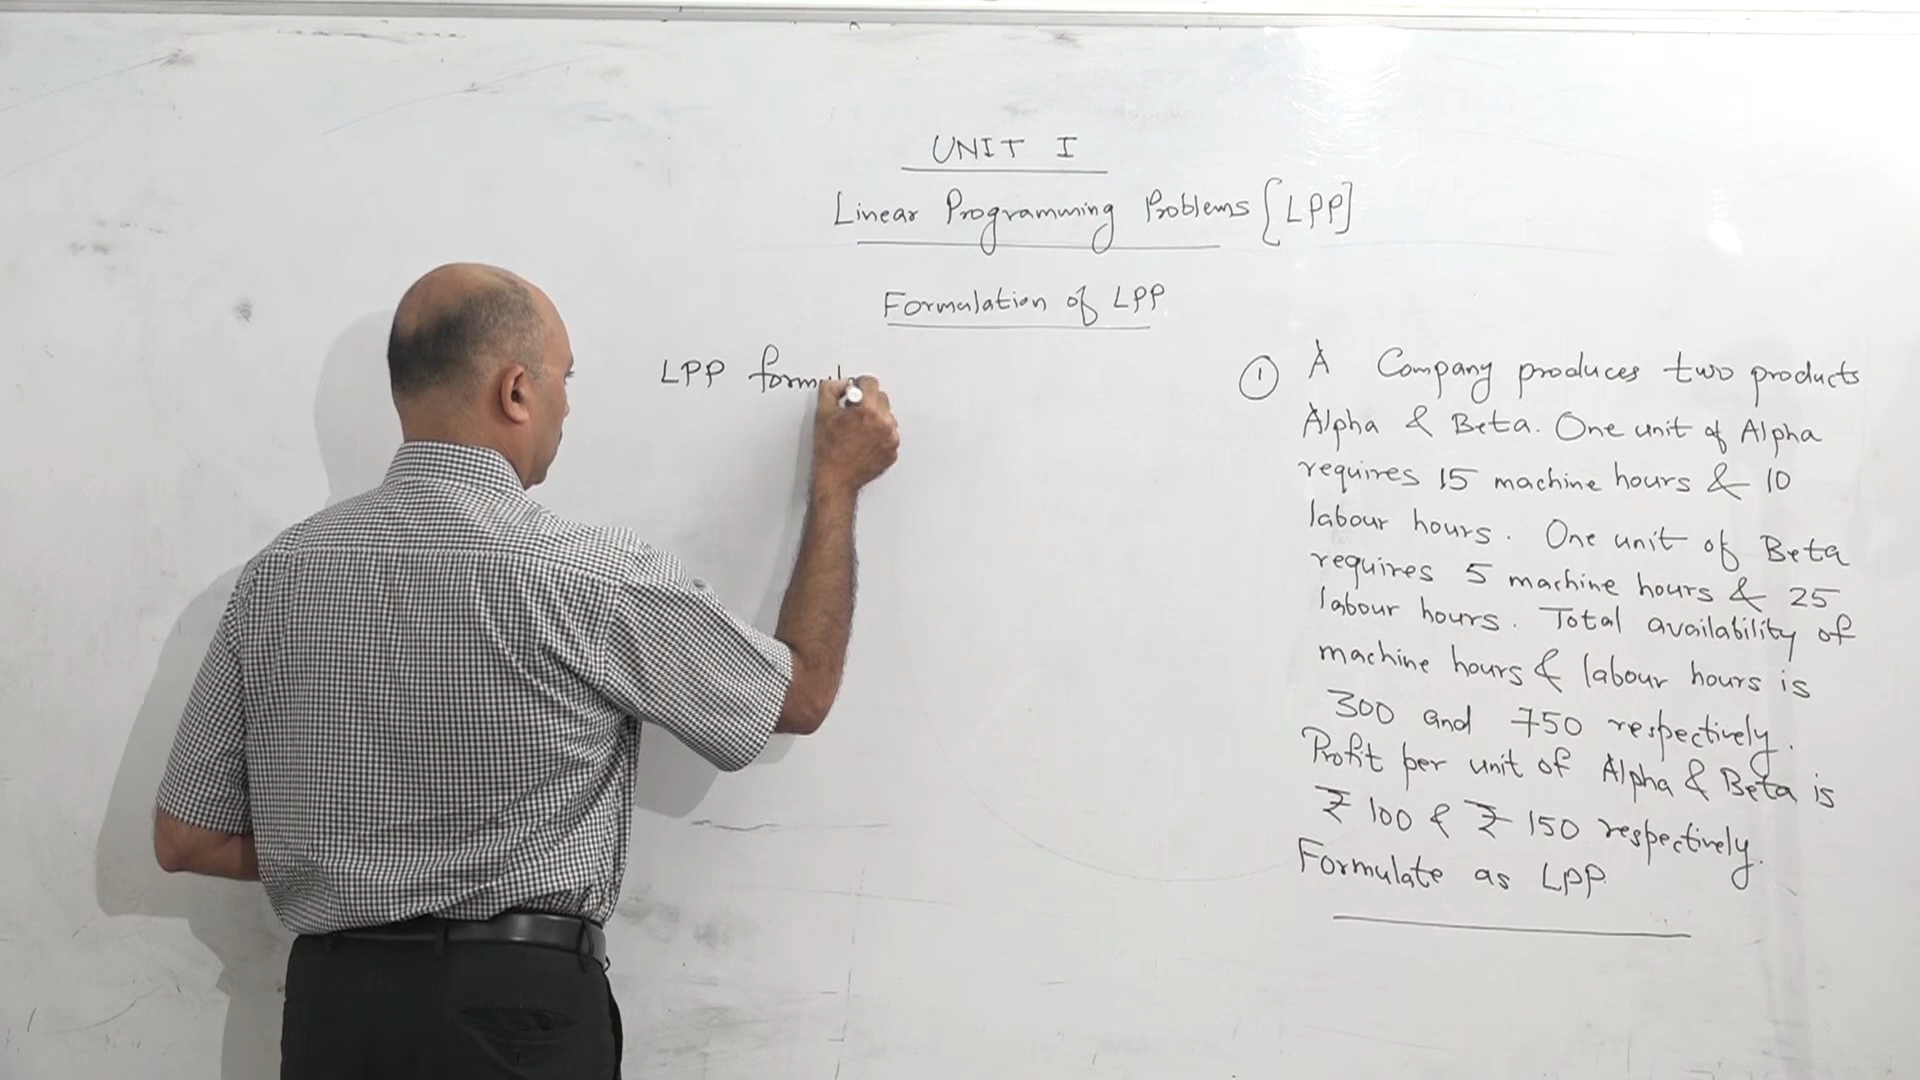 UNIT I
Linear Programming Problems [LPP]
Formulation of LPP
LPP formul
① A Company produces two products
Alpha & Beta. One unit of Alpha
requires 15 machine hours & 10
labour hours. One unit of Beta
requires 5 machine hours & 25
labour hours. Total availability of
machine hours & labour hours is
300 and 750 respectively.
Profit per unit of Alpha & Beta is
₹ 100 & ₹ 150 respectively.
Formulate as LPP